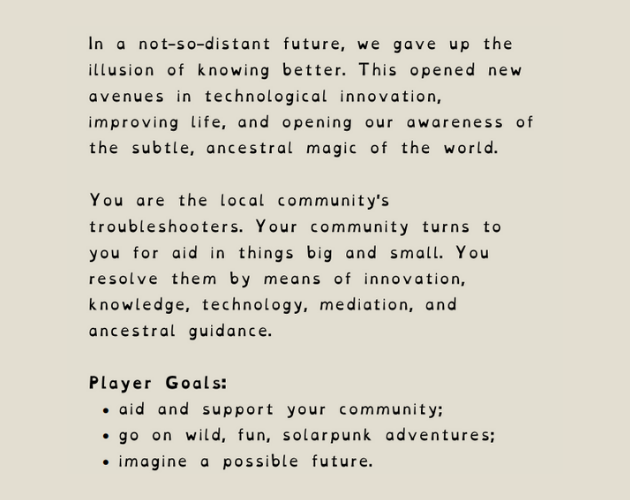 In a not-so-distant future, we gave up the
illusion of knowing better. This opened new
avenues in technological innovation,
improving life, and opening our awareness of
the subtle, ancestral magic of the world.
You are the local community's
troubleshooters. Your community turns to
you for aid in things big and small. You
resolve them by means of innovation,
knowledge, technology, mediation, and
ancestral guidance.
Player Goals:
• aid and support your community;
• go on wild, fun, solarpunk adventures;
• imagine a possible future.